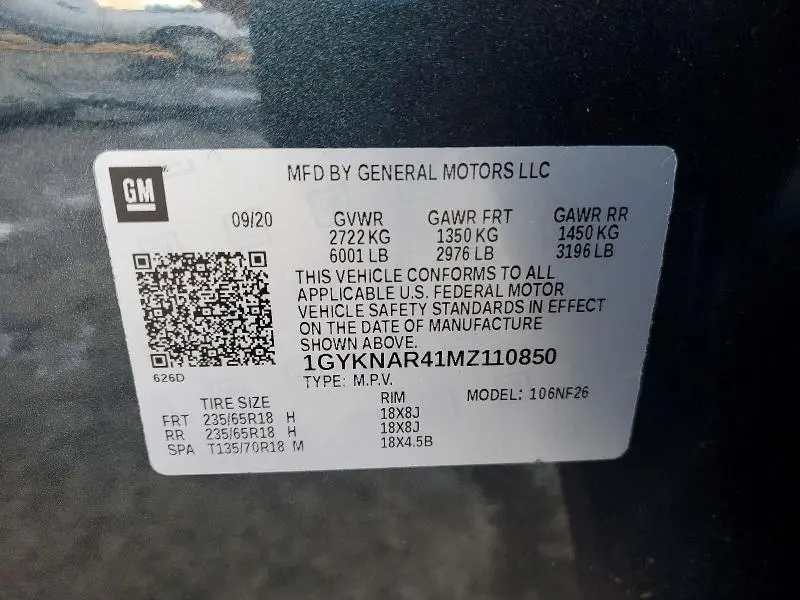 GM
MFD BY GENERAL MOTORS LLC
09/20 GVWR GAWR FRT GAWR RR
2722 KG 1350 KG 1450 KG
6001 LB 2976 LB 3196 LB
THIS VEHICLE CONFORMS TO ALL
APPLICABLE U.S. FEDERAL MOTOR
VEHICLE SAFETY STANDARDS IN EFFECT
ON THE DATE OF MANUFACTURE
SHOWN ABOVE.
1GYKNAR41MZ110850
626D
TYPE: M.P.V. MODEL: 106NF26
TIRE SIZE RIM
FRT 235/65R18 H 18X8J
RR 235/65R18 H 18X8J
SPA T135/70R18 M 18X4.5B